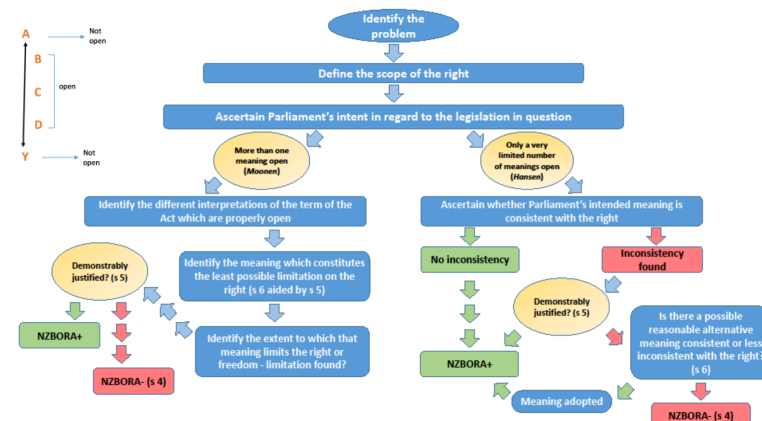 A
Not
open
B
C
open
D
Y
Not
open
Identify the
problem
Define the scope of the right
Ascertain Parliament's intent in regard to the legislation in question
More than one
meaning open
(Moonen)
Only a very
limited number
of meanings open
(Hansen)
Identify the different interpretations of the term of the
Act which are properly open
Ascertain whether Parliament's intended meaning is
consistent with the right
Demonstrably
justified? (s 5)
Identify the meaning which constitutes
the least possible limitation on the
right (s 6 aided by s 5)
No inconsistency
Inconsistency
found
NZBORA+
Identify the extent to which that
meaning limits the right or
freedom - limitation found?
NZBORA- (s 4)
Demonstrably
justified? (s 5)
Is there a possible
reasonable alternative
meaning consistent or less
inconsistent with the right?
(s 6)
NZBORA+
Meaning adopted
NZBORA- (s 4)